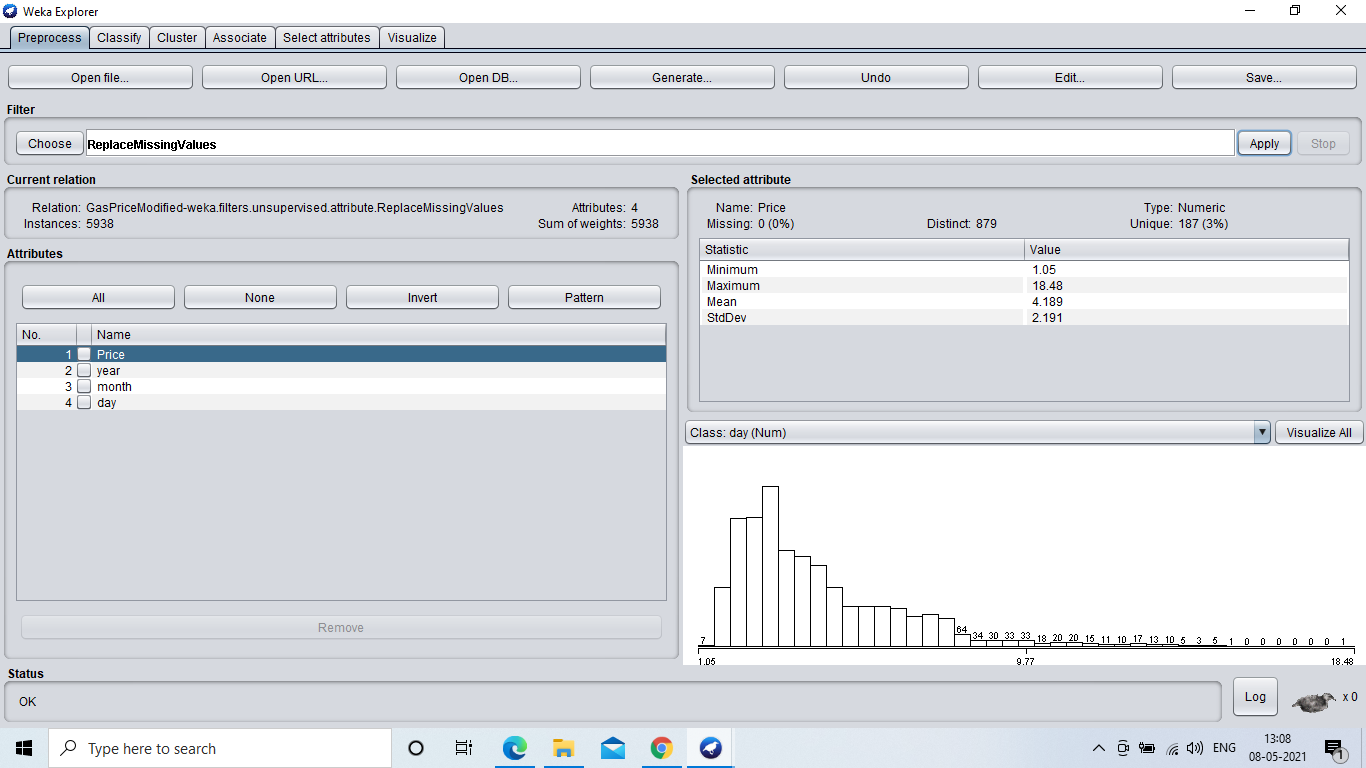 Weka Explorer
Preprocess Classify Cluster Associate Select attributes Visualize
Open file... Open URL... Open DB... Generate... Undo Edit... Save...
Filter
Choose ReplaceMissingValues Apply Stop
Current relation
Relation: GasPriceModified-weka.filters.unsupervised.attribute.ReplaceMissingValues Attributes: 4
Instances: 5938 Sum of weights: 5938
Attributes
All None Invert Pattern
No. Name
1 Price
2 year
3 month
4 day
Remove
Selected attribute
Name: Price Type: Numeric
Missing: 0 (0%) Distinct: 879 Unique: 187 (3%)
Statistic Value
Minimum 1.05
Maximum 18.48
Mean 4.189
StdDev 2.191
Class: day (Num) Visualize All
7 64 34 30 33 33 18 20 20 15 11 10 17 13 10 5 3 5 1 0 0 0 0 0 0 1
1.05 9.77 18.48
Status
OK
Log x 0
Type here to search
ENG
13:08
08-05-2021
1